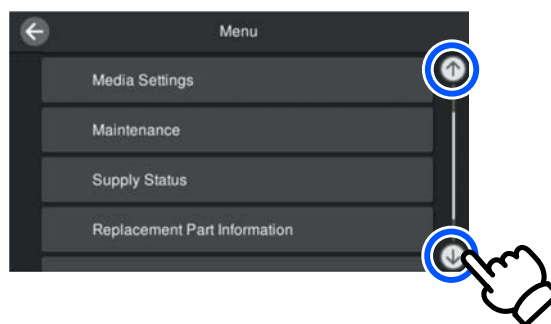 Menu
Media Settings
Maintenance
Supply Status
Replacement Part Information